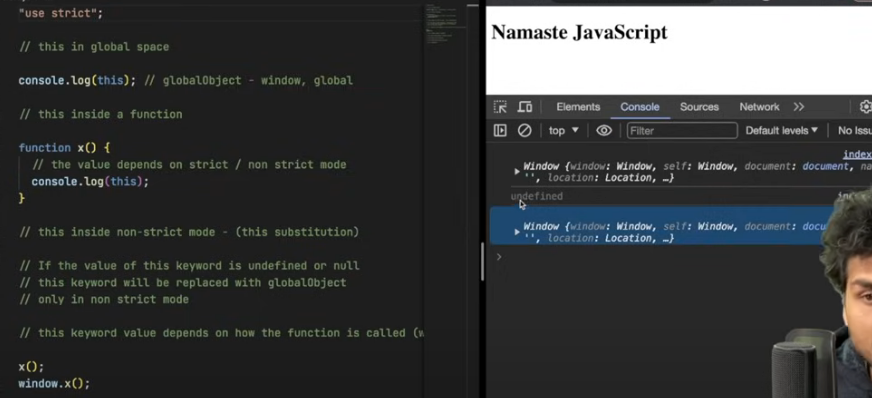 "use strict";
// this in global space
console.log(this); // globalObject - window, global
// this inside a function
function x() {
// the value depends on strict / non strict mode
console.log(this);
}
// this inside non-strict mode - (this substitution)
// If the value of this keyword is undefined or null
// this keyword will be replaced with globalObject
// only in non strict mode
// this keyword value depends on how the function is called (w
x();
window.x();
Namaste JavaScript
Elements Console Sources Network
top Filter Default levels No Issu
index
Window {window: Window, self: Window, document: document, na
'', location: Location, …}
undefined
Window {window: Window, self: Window, document: docu
'', location: Location, …}